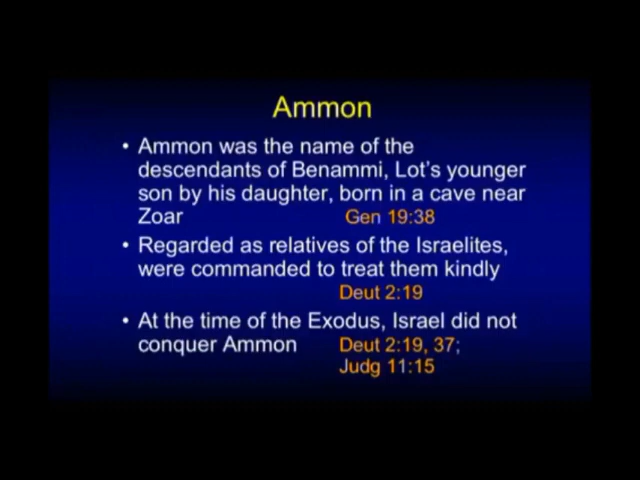 Ammon
• Ammon was the name of the
descendants of Benammi, Lot's younger
son by his daughter, born in a cave near
Zoar Gen 19:38
• Regarded as relatives of the Israelites,
were commanded to treat them kindly
Deut 2:19
• At the time of the Exodus, Israel did not
conquer Ammon Deut 2:19, 37;
Judg 11:15